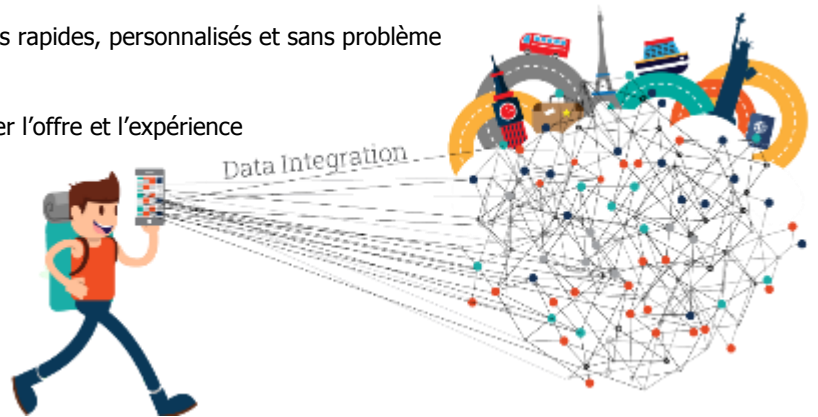 s rapides, personnalisés et sans problème
er l’offre et l’expérience
Data Integration